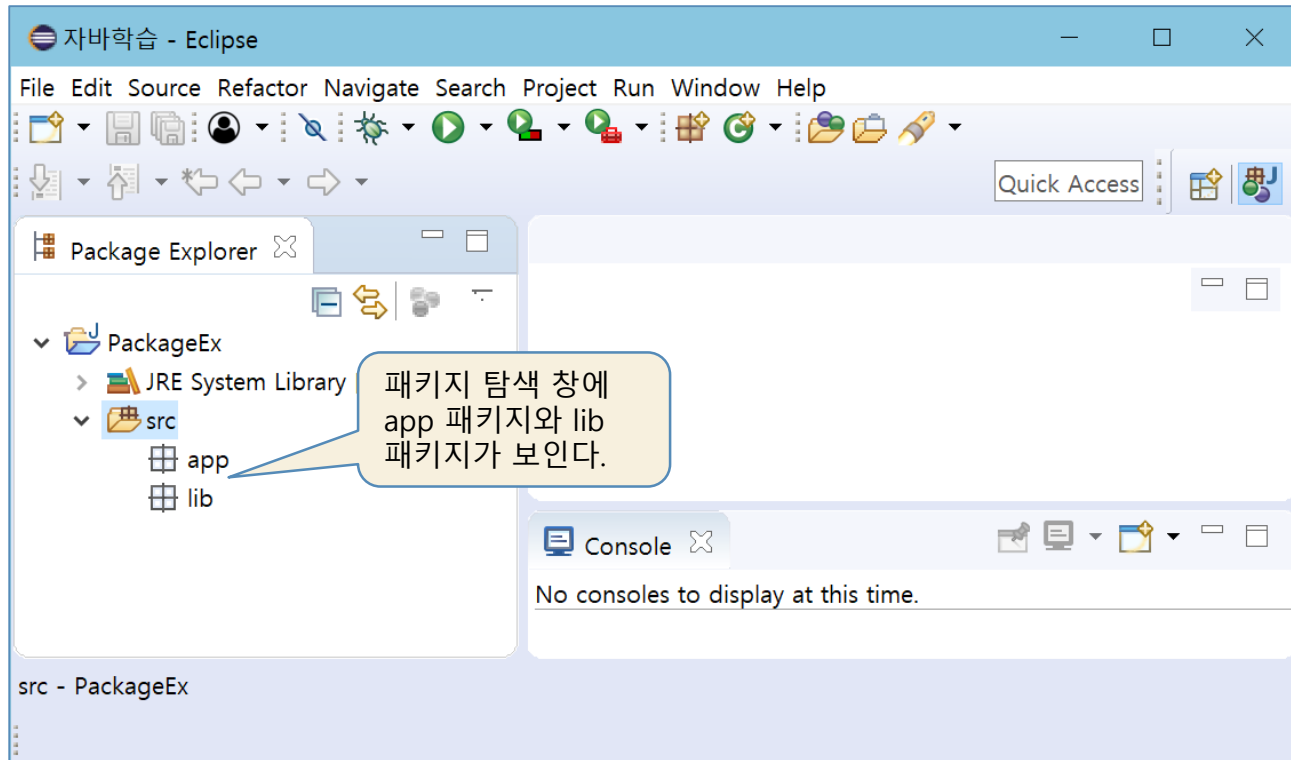 자바학습 - Eclipse
File Edit Source Refactor Navigate Search Project Run Window Help
Quick Access
Package Explorer
PackageEx
JRE System Library
src
app
lib
패키지 탐색 창에
app 패키지와 lib
패키지가 보인다.
Console
No consoles to display at this time.
src - PackageEx